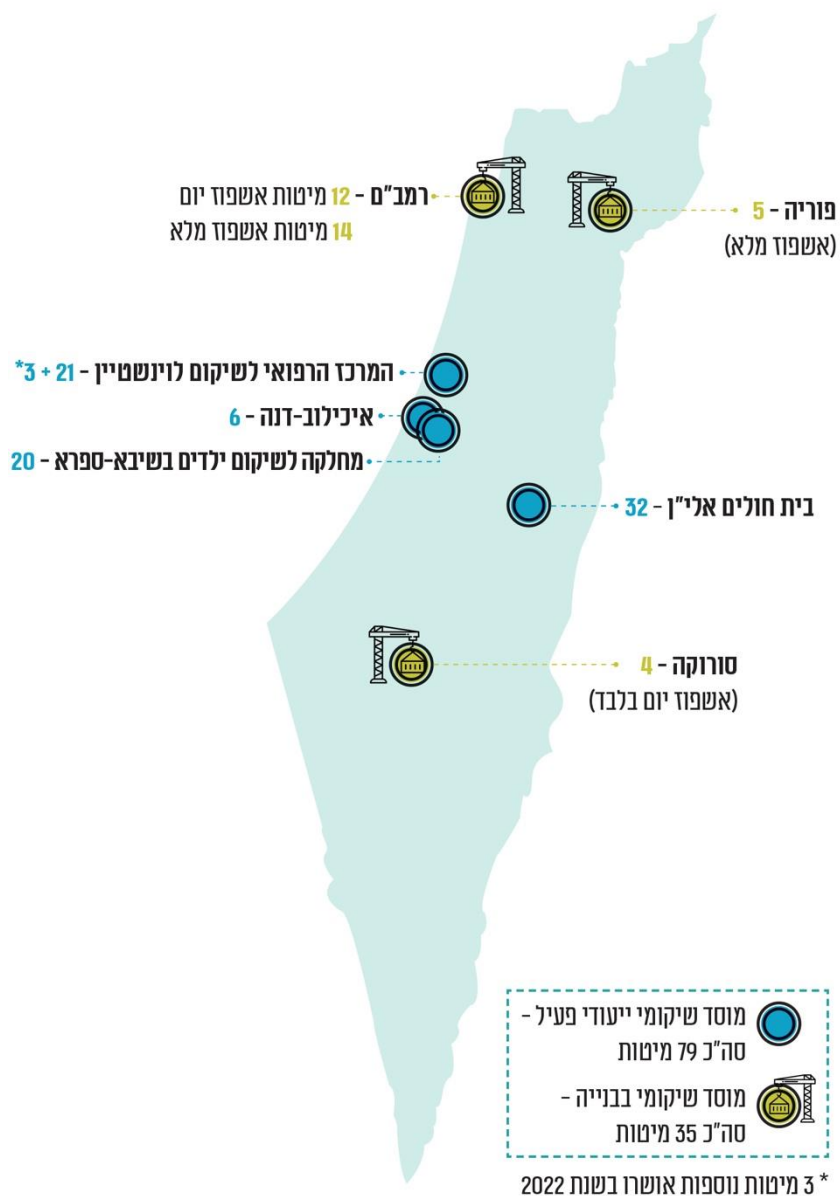 רמב"ם - 12 מיטות אשפוז יום
14 מיטות אשפוז מלא
פוריה - 5
(אשפוז מלא)
המרכז הרפואי לשיקום לוינשטיין - 21 + 3*
איכילוב-דנה - 6
מחלקה לשיקום ילדים בשיבא-ספרא - 20
בית חולים אלי"ן - 32
סורוקה - 4
(אשפוז יום בלבד)
מוסד שיקומי ייעודי פעיל -
סה"כ 79 מיטות
מוסד שיקומי בבנייה -
סה"כ 35 מיטות
* 3 מיטות נוספות אושרו בשנת 2022